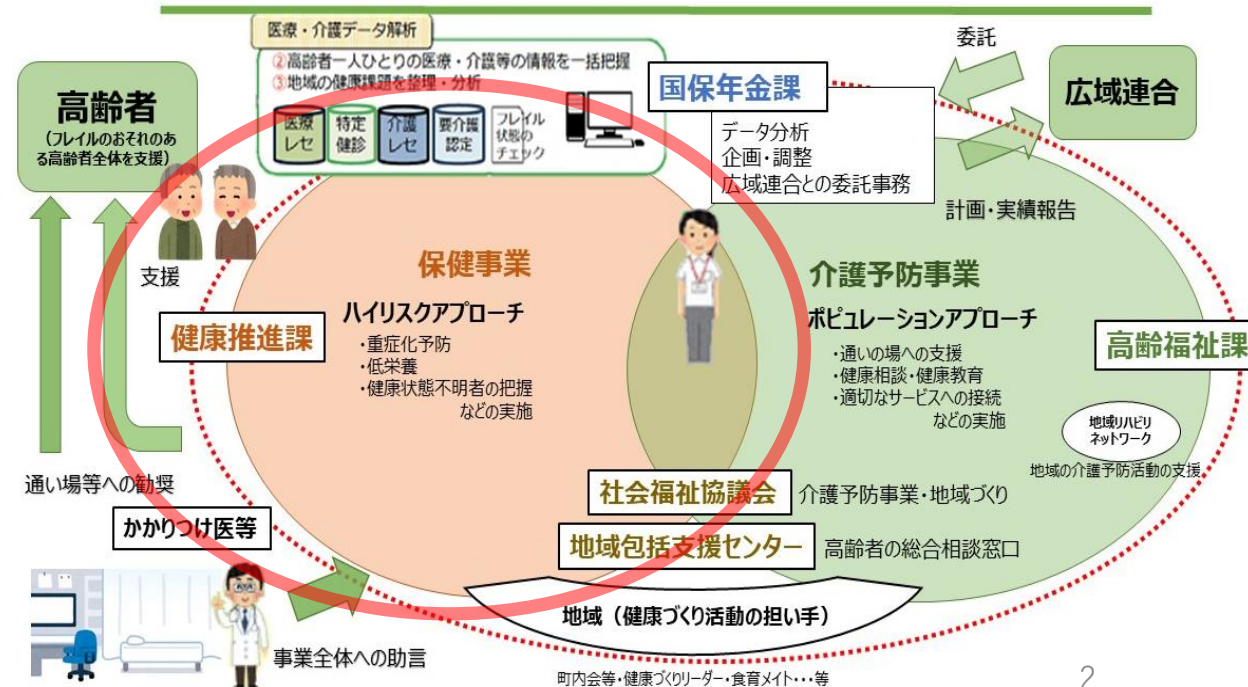 医療・介護データ解析
②高齢者一人ひとりの医療・介護等の情報を一括把握
③地域の健康課題を整理・分析
医療
レセ
特定
健診
介護
レセ
要介護
認定
フレイル
状態の
チェック
高齢者
(フレイルのおそれのあ
る高齢者全体を支援)
国保年金課
データ分析
企画・調整
広域連合との委託事務
委託
広域連合
計画・実績報告
支援
保健事業
ハイリスクアプローチ
・重症化予防
・低栄養
・健康状態不明者の把握
などの実施
健康推進課
介護予防事業
ポピュレーションアプローチ
・通いの場への支援
・健康相談・健康教育
・適切なサービスへの接続
などの実施
高齢福祉課
地域リハビリ
ネットワーク
地域の介護予防活動の支援
通い場等への勧奨
かかりつけ医等
社会福祉協議会
介護予防事業・地域づくり
地域包括支援センター
高齢者の総合相談窓口
地域（健康づくり活動の担い手）
事業全体への助言
町内会等・健康づくりリーダー・食育メイト・・・等
2